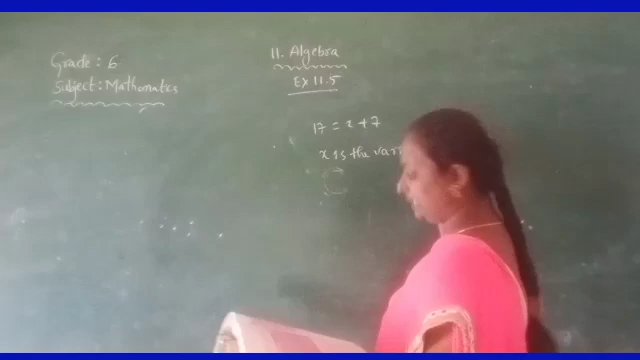 Grade : 6
Subject : Mathematics
11. Algebra
Ex 11.5
17 = x + 7
x is the vari